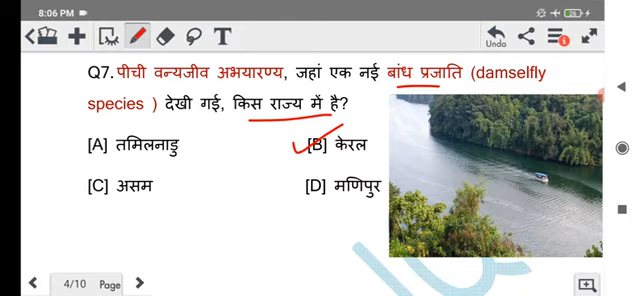 8:06 PM
26
Undo
Q7. पीची वन्यजीव अभयारण्य, जहां एक नई बांध प्रजाति (damselfly
species ) देखी गई, किस राज्य में है?
[A] तमिलनाडु
[B] केरल
[C] असम
[D] मणिपुर
4/10 Page